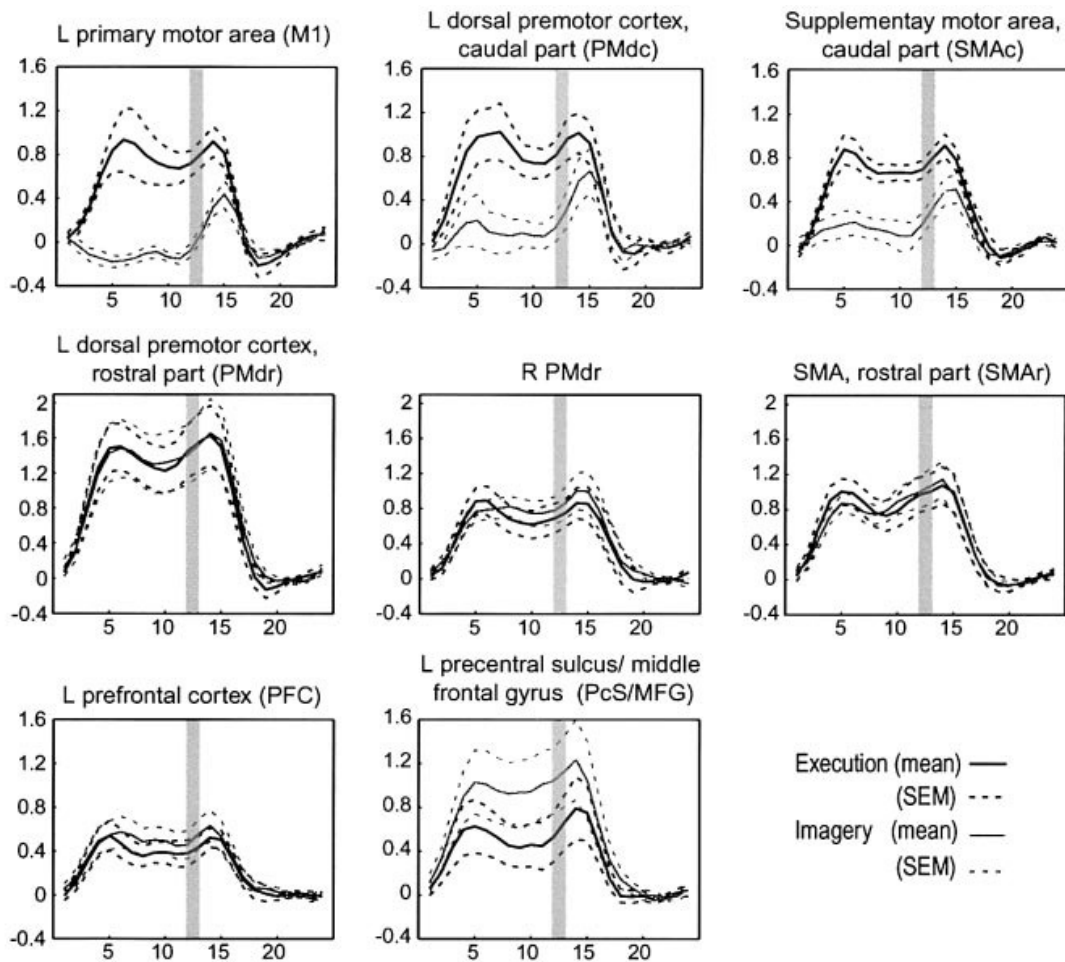 L primary motor area (M1)
L dorsal premotor cortex,
caudal part (PMdc)
Supplementay motor area,
caudal part (SMAc)
1.6
1.2
0.8
0.4
0
-0.4
5 10 15 20
1.6
1.2
0.8
0.4
0
-0.4
5 10 15 20
1.6
1.2
0.8
0.4
0
-0.4
5 10 15 20
L dorsal premotor cortex,
rostral part (PMdr)
R PMdr
SMA, rostral part (SMAr)
2
1.6
1.2
0.8
0.4
0
-0.4
5 10 15 20
2
1.6
1.2
0.8
0.4
0
-0.4
5 10 15 20
2
1.6
1.2
0.8
0.4
0
-0.4
5 10 15 20
L prefrontal cortex (PFC)
L precentral sulcus/ middle
frontal gyrus (PcS/MFG)
1.6
1.2
0.8
0.4
0
-0.4
5 10 15 20
1.6
1.2
0.8
0.4
0
-0.4
5 10 15 20
Execution (mean)
(SEM)
Imagery (mean)
(SEM)